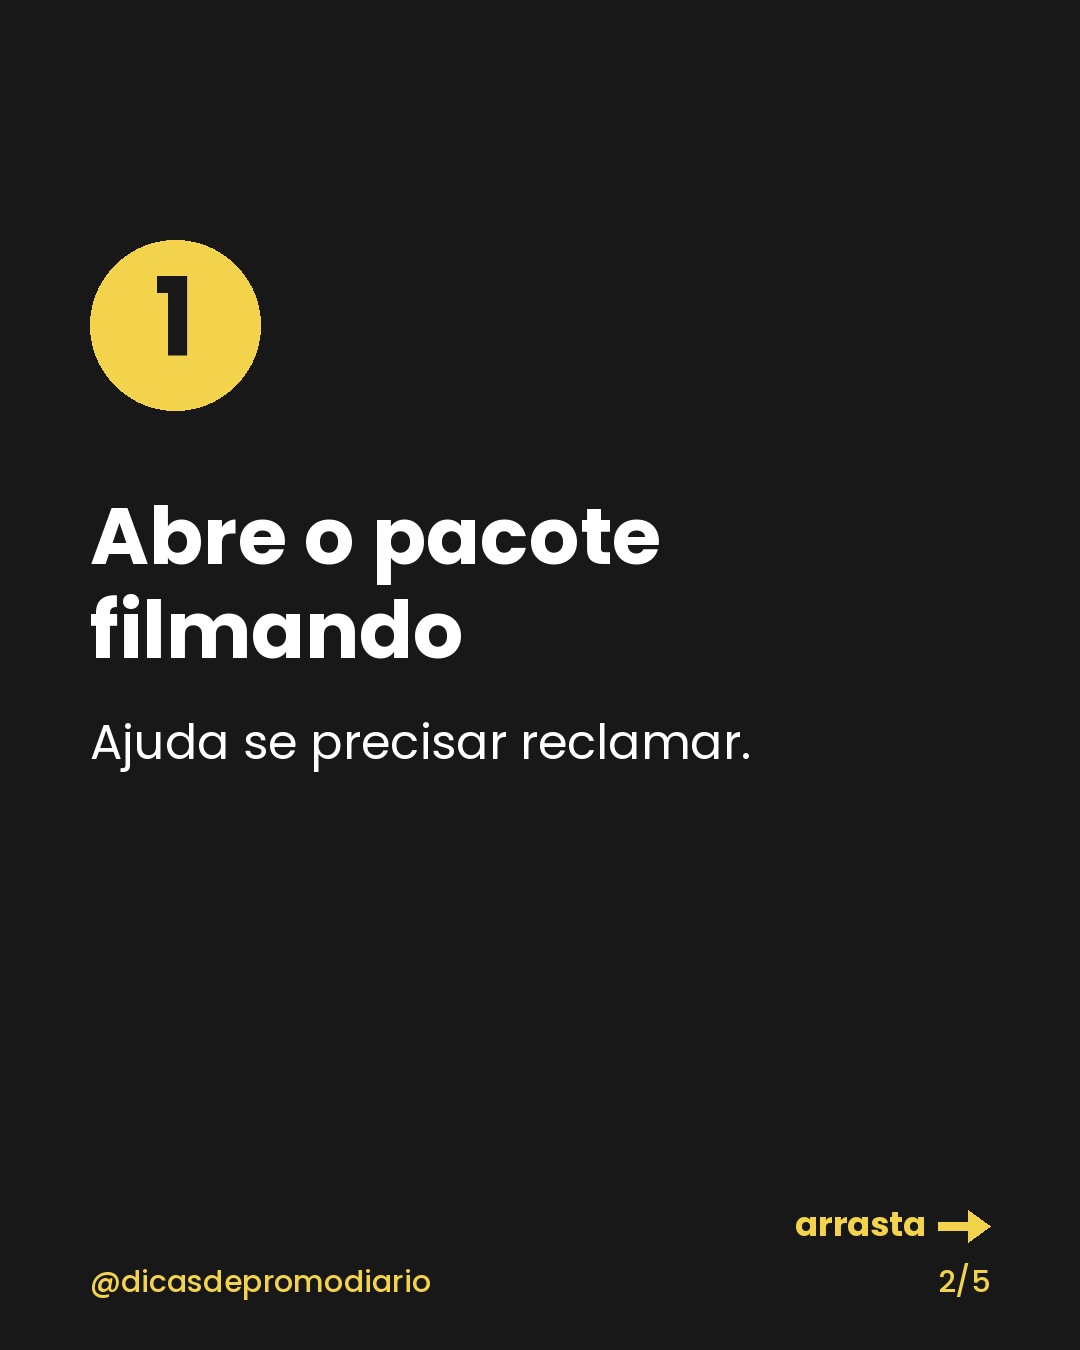 1
Abre o pacote
filmando
Ajuda se precisar reclamar.
arrasta
@dicasdepromodiario
2/5